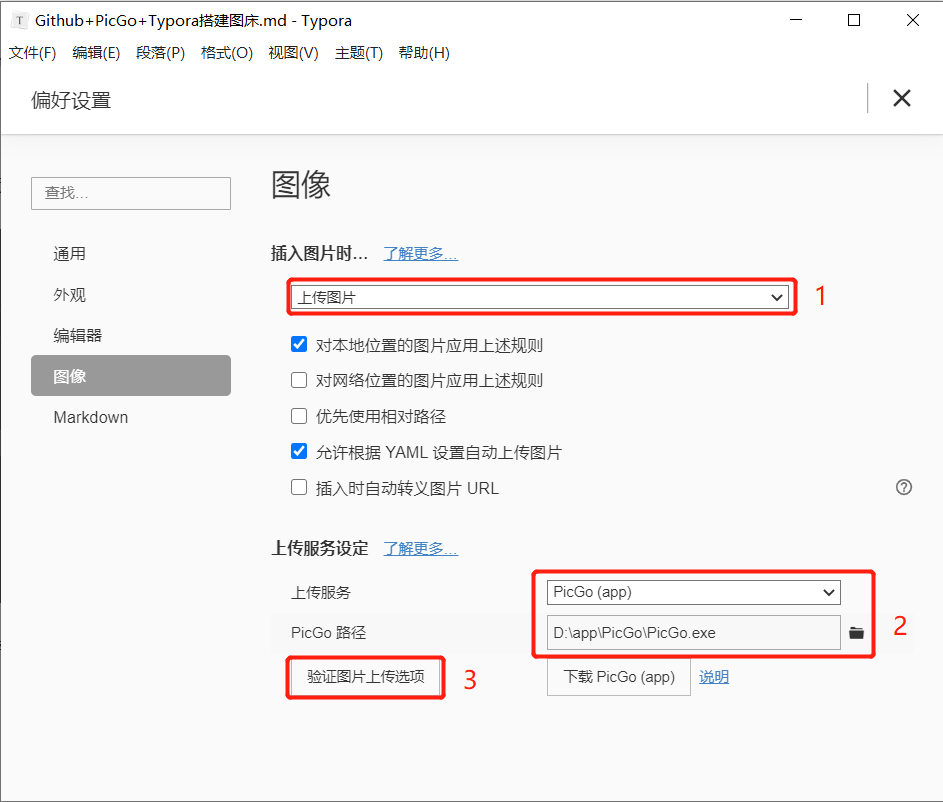 T Github+PicGo+Typora搭建图床.md - Typora
文件(F) 编辑(E) 段落(P) 格式(O) 视图(V) 主题(T) 帮助(H)
偏好设置
查找...
通用
外观
编辑器
图像
Markdown
图像
插入图片时... 了解更多...
上传图片 1
对本地位置的图片应用上述规则
对网络位置的图片应用上述规则
优先使用相对路径
允许根据 YAML 设置自动上传图片
插入时自动转义图片 URL
上传服务设定 了解更多...
上传服务 PicGo (app)
PicGo 路径 D:\app\PicGo\PicGo.exe 2
验证图片上传选项 3 下载 PicGo (app) 说明